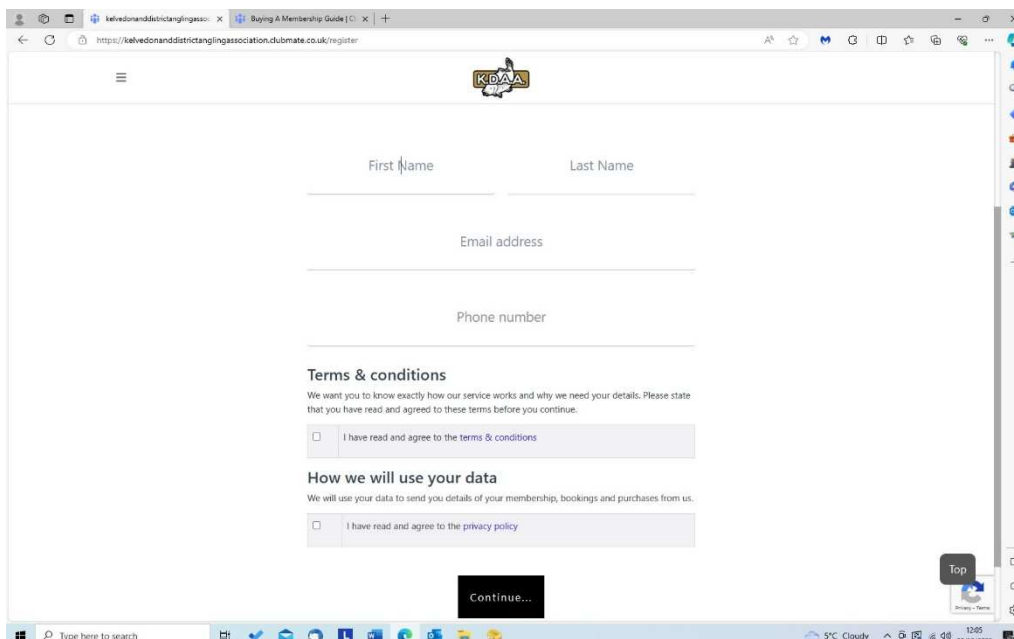 kelvedonanddistrictanglingassoc
Buying A Membership Guide | C
https://kelvedonanddistrictanglingassociation.clubmate.co.uk/register
KDAA
First Name
Last Name
Email address
Phone number
Terms & conditions
We want you to know exactly how our service works and why we need your details. Please state
that you have read and agreed to these terms before you continue.
I have read and agree to the terms & conditions
How we will use your data
We will use your data to send you details of your membership, bookings and purchases from us.
I have read and agree to the privacy policy
Top
Continue...
Privacy - Terms
Type here to search
5°C Cloudy
12:05